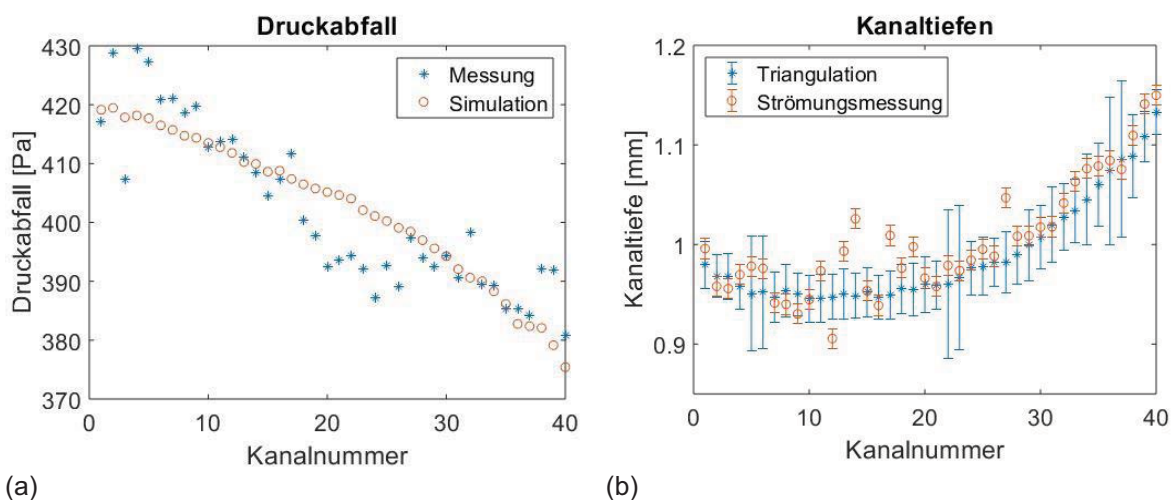 Druckabfall
430
420
410
400
390
380
370
0
10
20
30
40
Druckabfall [Pa]
Kanalnummer
Messung
Simulation
(a)
Kanaltiefen
1.2
1.1
1
0.9
0
10
20
30
40
Kanaltiefe [mm]
Kanalnummer
Triangulation
Strömungsmessung
(b)